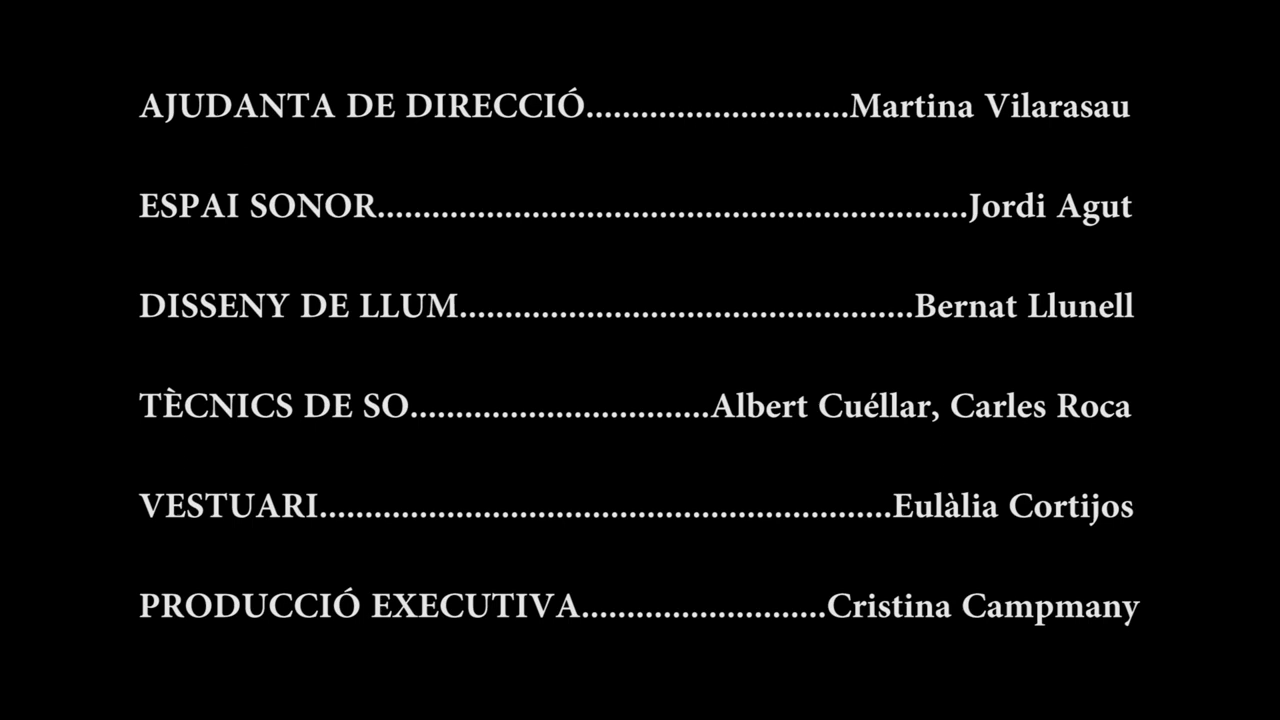 AJUDANTA DE DIRECCIÓ.............................Martina Vilarasau
ESPAI SONOR.................................................................Jordi Agut
DISSENY DE LLUM..................................................Bernat Llunell
TÈCNICS DE SO.................................Albert Cuéllar, Carles Roca
VESTUARI...............................................................Eulàlia Cortijos
PRODUCCIÓ EXECUTIVA...........................Cristina Campmany